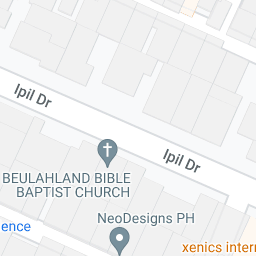 Ipil Dr
Ipil Dr
BEULAHLAND BIBLE
BAPTIST CHURCH
NeoDesigns PH
ence
xenics intern